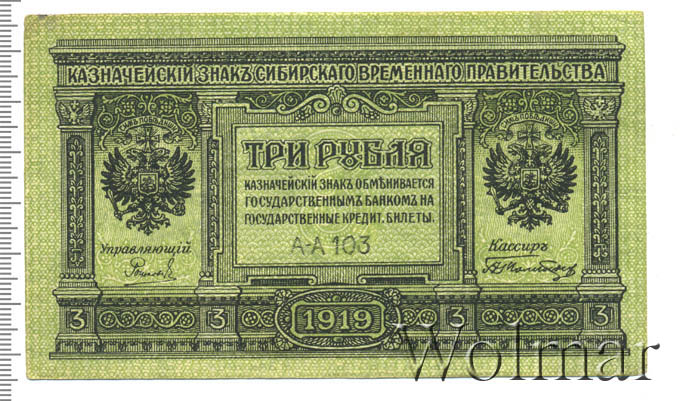 КАЗНАЧЕЙСКІЙ ЗНАКЪ СИБИРСКАГО ВРЕМЕННАГО ПРАВИТЕЛЬСТВА
ТРИ РУБЛЯ
КАЗНАЧЕЙСКІЙ ЗНАКЪ ОБМѢНИВАЕТСЯ
ГОСУДАРСТВЕННЫМЪ БАНКОМЪ НА
ГОСУДАРСТВЕННЫЕ КРЕДИТ. БИЛЕТЫ.
А-А 103
Управляющій
Кассиръ
3 3 1919 3 3
Wolmar